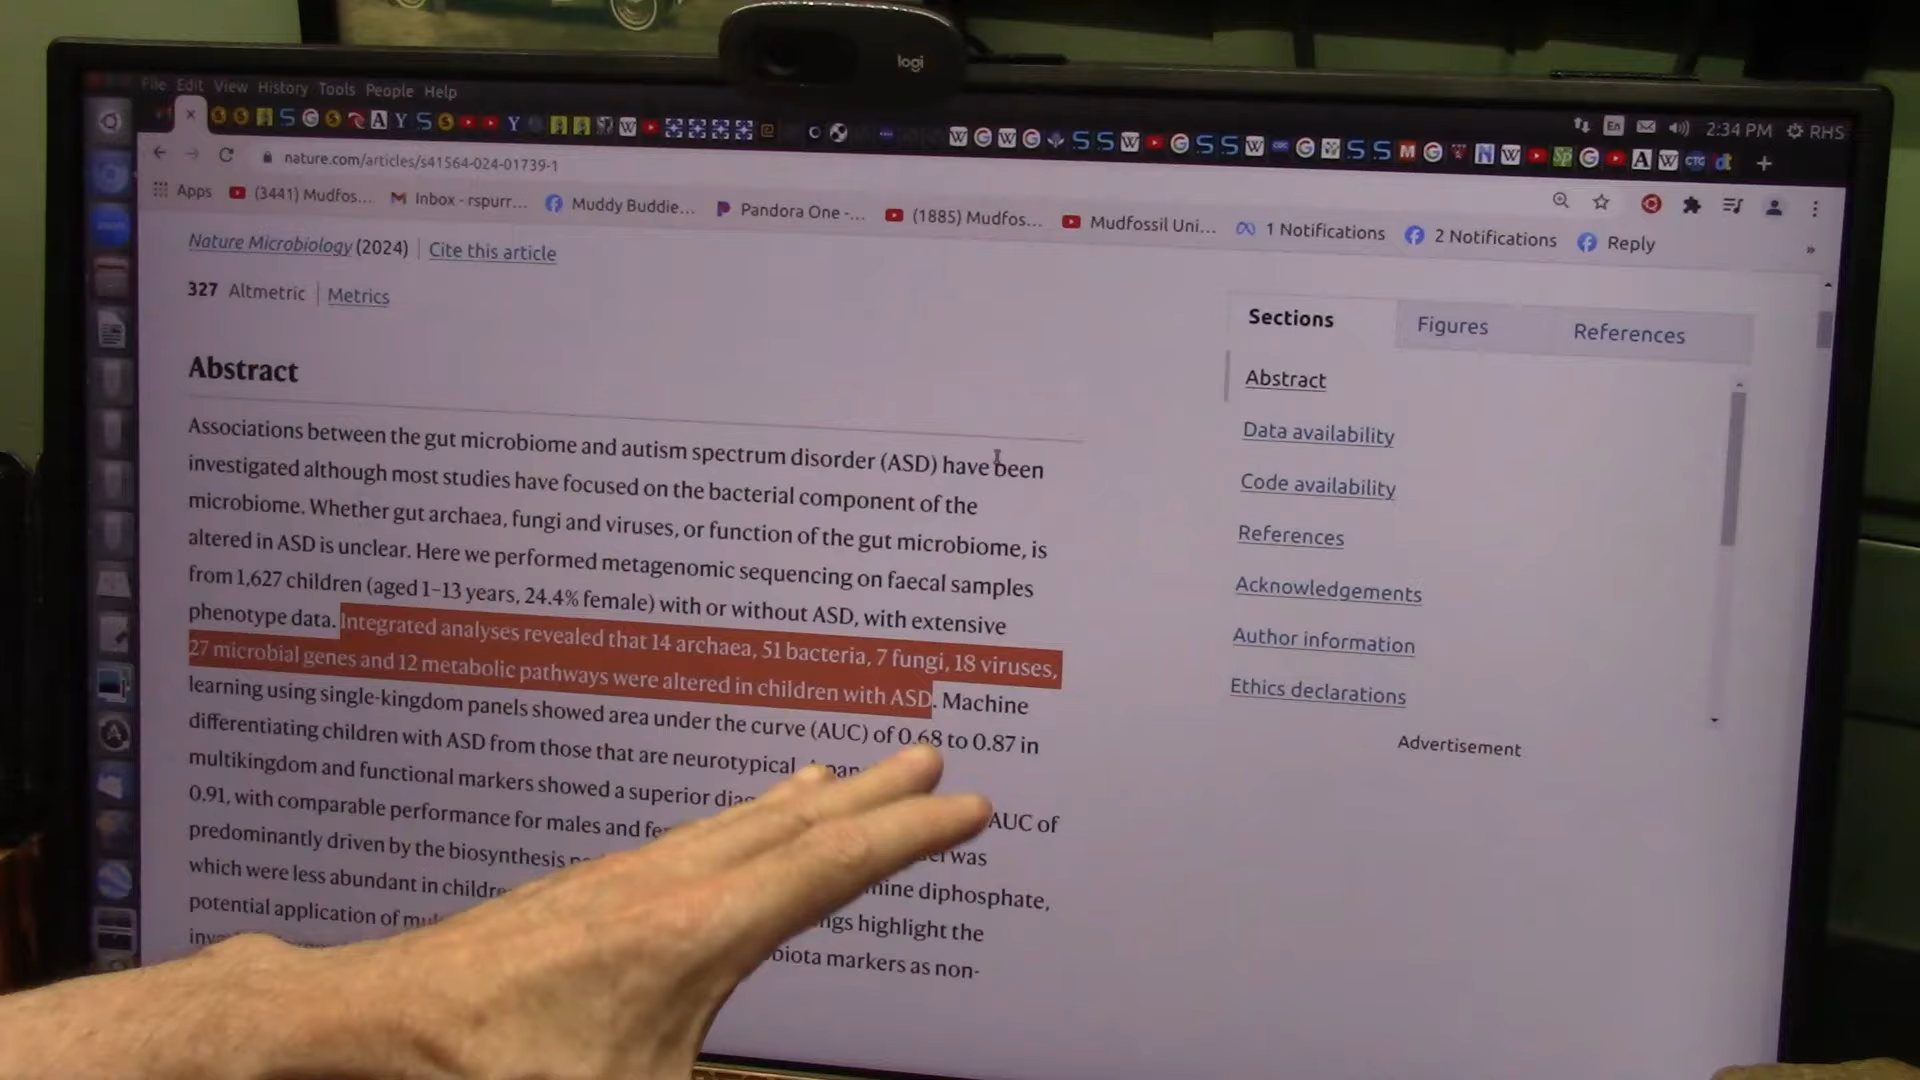 logi
File Edit View History Tools People Help
En 2:34 PM RHS
nature.com/articles/s41564-024-01739-1
Apps (3441) Mudfos... Inbox - rspurr... Muddy Buddie... Pandora One -... (1885) Mudfos... Mudfossil Uni... 1 Notifications 2 Notifications Reply
Nature Microbiology (2024) | Cite this article
327 Altmetric | Metrics
Abstract
Associations between the gut microbiome and autism spectrum disorder (ASD) have been
investigated although most studies have focused on the bacterial component of the
microbiome. Whether gut archaea, fungi and viruses, or function of the gut microbiome, is
altered in ASD is unclear. Here we performed metagenomic sequencing on faecal samples
from 1,627 children (aged 1–13 years, 24.4% female) with or without ASD, with extensive
phenotype data. Integrated analyses revealed that 14 archaea, 51 bacteria, 7 fungi, 18 viruses,
27 microbial genes and 12 metabolic pathways were altered in children with ASD. Machine
learning using single-kingdom panels showed area under the curve (AUC) of 0.68 to 0.87 in
differentiating children with ASD from those that are neurotypical.
multikingdom and functional markers showed a superior AUC of
0.91, with comparable performance for males and was
predominantly driven by the biosynthesis diphosphate,
which were less abundant in highlight the
potential application of markers as non-
Sections Figures References
Abstract
Data availability
Code availability
References
Acknowledgements
Author information
Ethics declarations
Advertisement